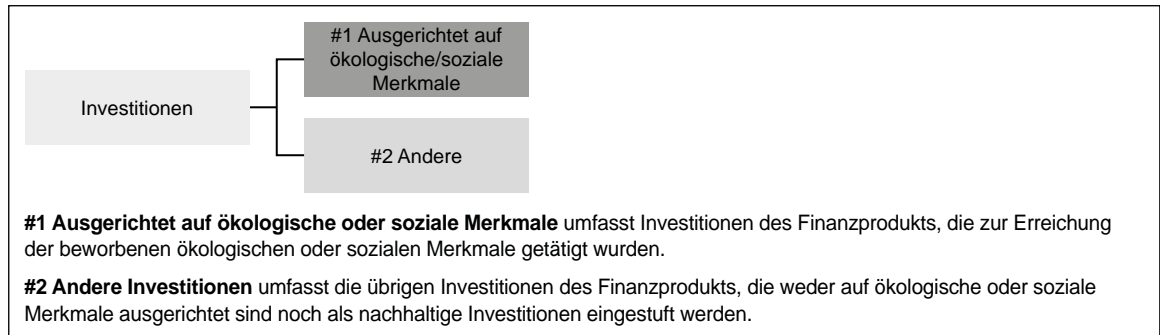 #1 Ausgerichtet auf
ökologische/soziale
Merkmale
Investitionen
#2 Andere
#1 Ausgerichtet auf ökologische oder soziale Merkmale umfasst Investitionen des Finanzprodukts, die zur Erreichung
der beworbenen ökologischen oder sozialen Merkmale getätigt wurden.
#2 Andere Investitionen umfasst die übrigen Investitionen des Finanzprodukts, die weder auf ökologische oder soziale
Merkmale ausgerichtet sind noch als nachhaltige Investitionen eingestuft werden.